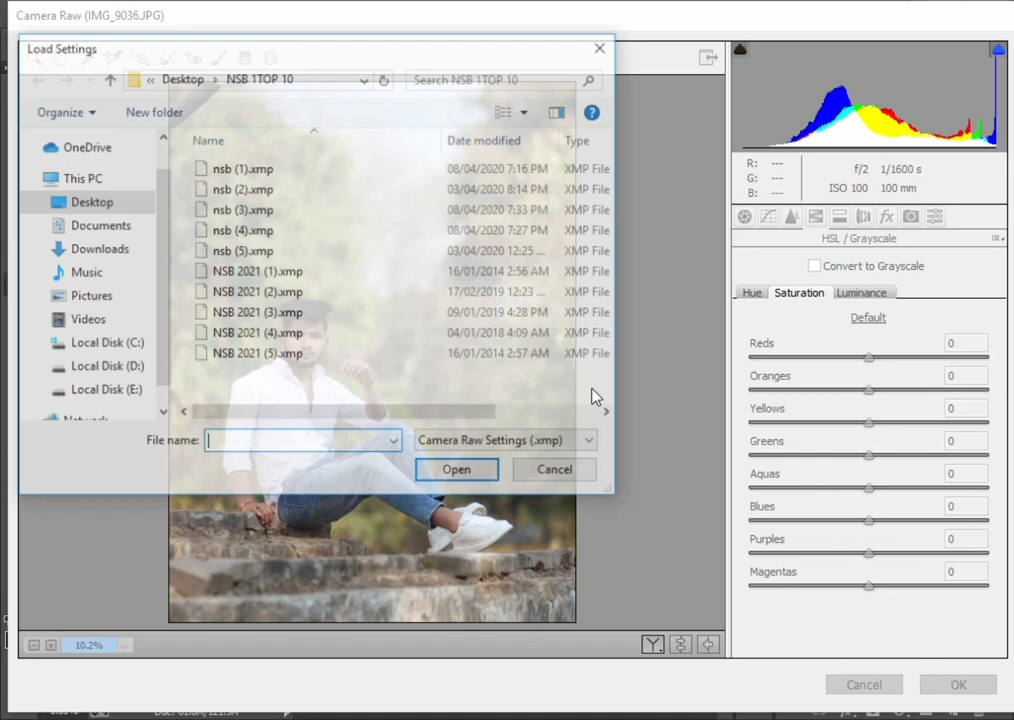 Camera Raw (IMG_9036.JPG)
Load Settings
« Desktop › NSB 1TOP 10
Search NSB 1TOP 10
Organize
New folder
Name
Date modified
Type
OneDrive
This PC
Desktop
Documents
Downloads
Music
Pictures
Videos
Local Disk (C:)
Local Disk (D:)
Local Disk (E:)
Network
nsb (1).xmp 08/04/2020 7:16 PM XMP File
nsb (2).xmp 03/04/2020 8:14 PM XMP File
nsb (3).xmp 08/04/2020 7:33 PM XMP File
nsb (4).xmp 08/04/2020 7:27 PM XMP File
nsb (5).xmp 03/04/2020 12:25 ... XMP File
NSB 2021 (1).xmp 16/01/2014 2:56 AM XMP File
NSB 2021 (2).xmp 17/02/2019 12:23 ... XMP File
NSB 2021 (3).xmp 09/01/2019 4:28 PM XMP File
NSB 2021 (4).xmp 04/01/2018 4:09 AM XMP File
NSB 2021 (5).xmp 16/01/2014 2:57 AM XMP File
File name:
Camera Raw Settings (.xmp)
Open
Cancel
10.2%
Y
R: ---
G: ---
B: ---
f/2 1/1600 s
ISO 100 100 mm
fx
HSL / Grayscale
Convert to Grayscale
Hue Saturation Luminance
Default
Reds 0
Oranges 0
Yellows 0
Greens 0
Aquas 0
Blues 0
Purples 0
Magentas 0
Cancel
OK